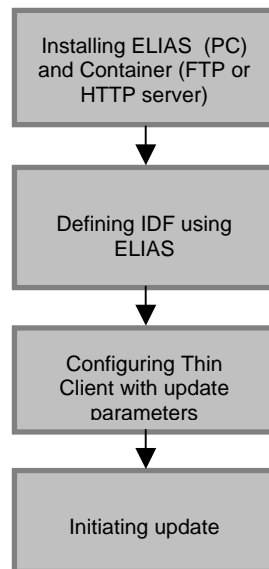 Installing ELIAS (PC)
and Container (FTP or
HTTP server)
Defining IDF using
ELIAS
Configuring Thin
Client with update
parameters
Initiating update